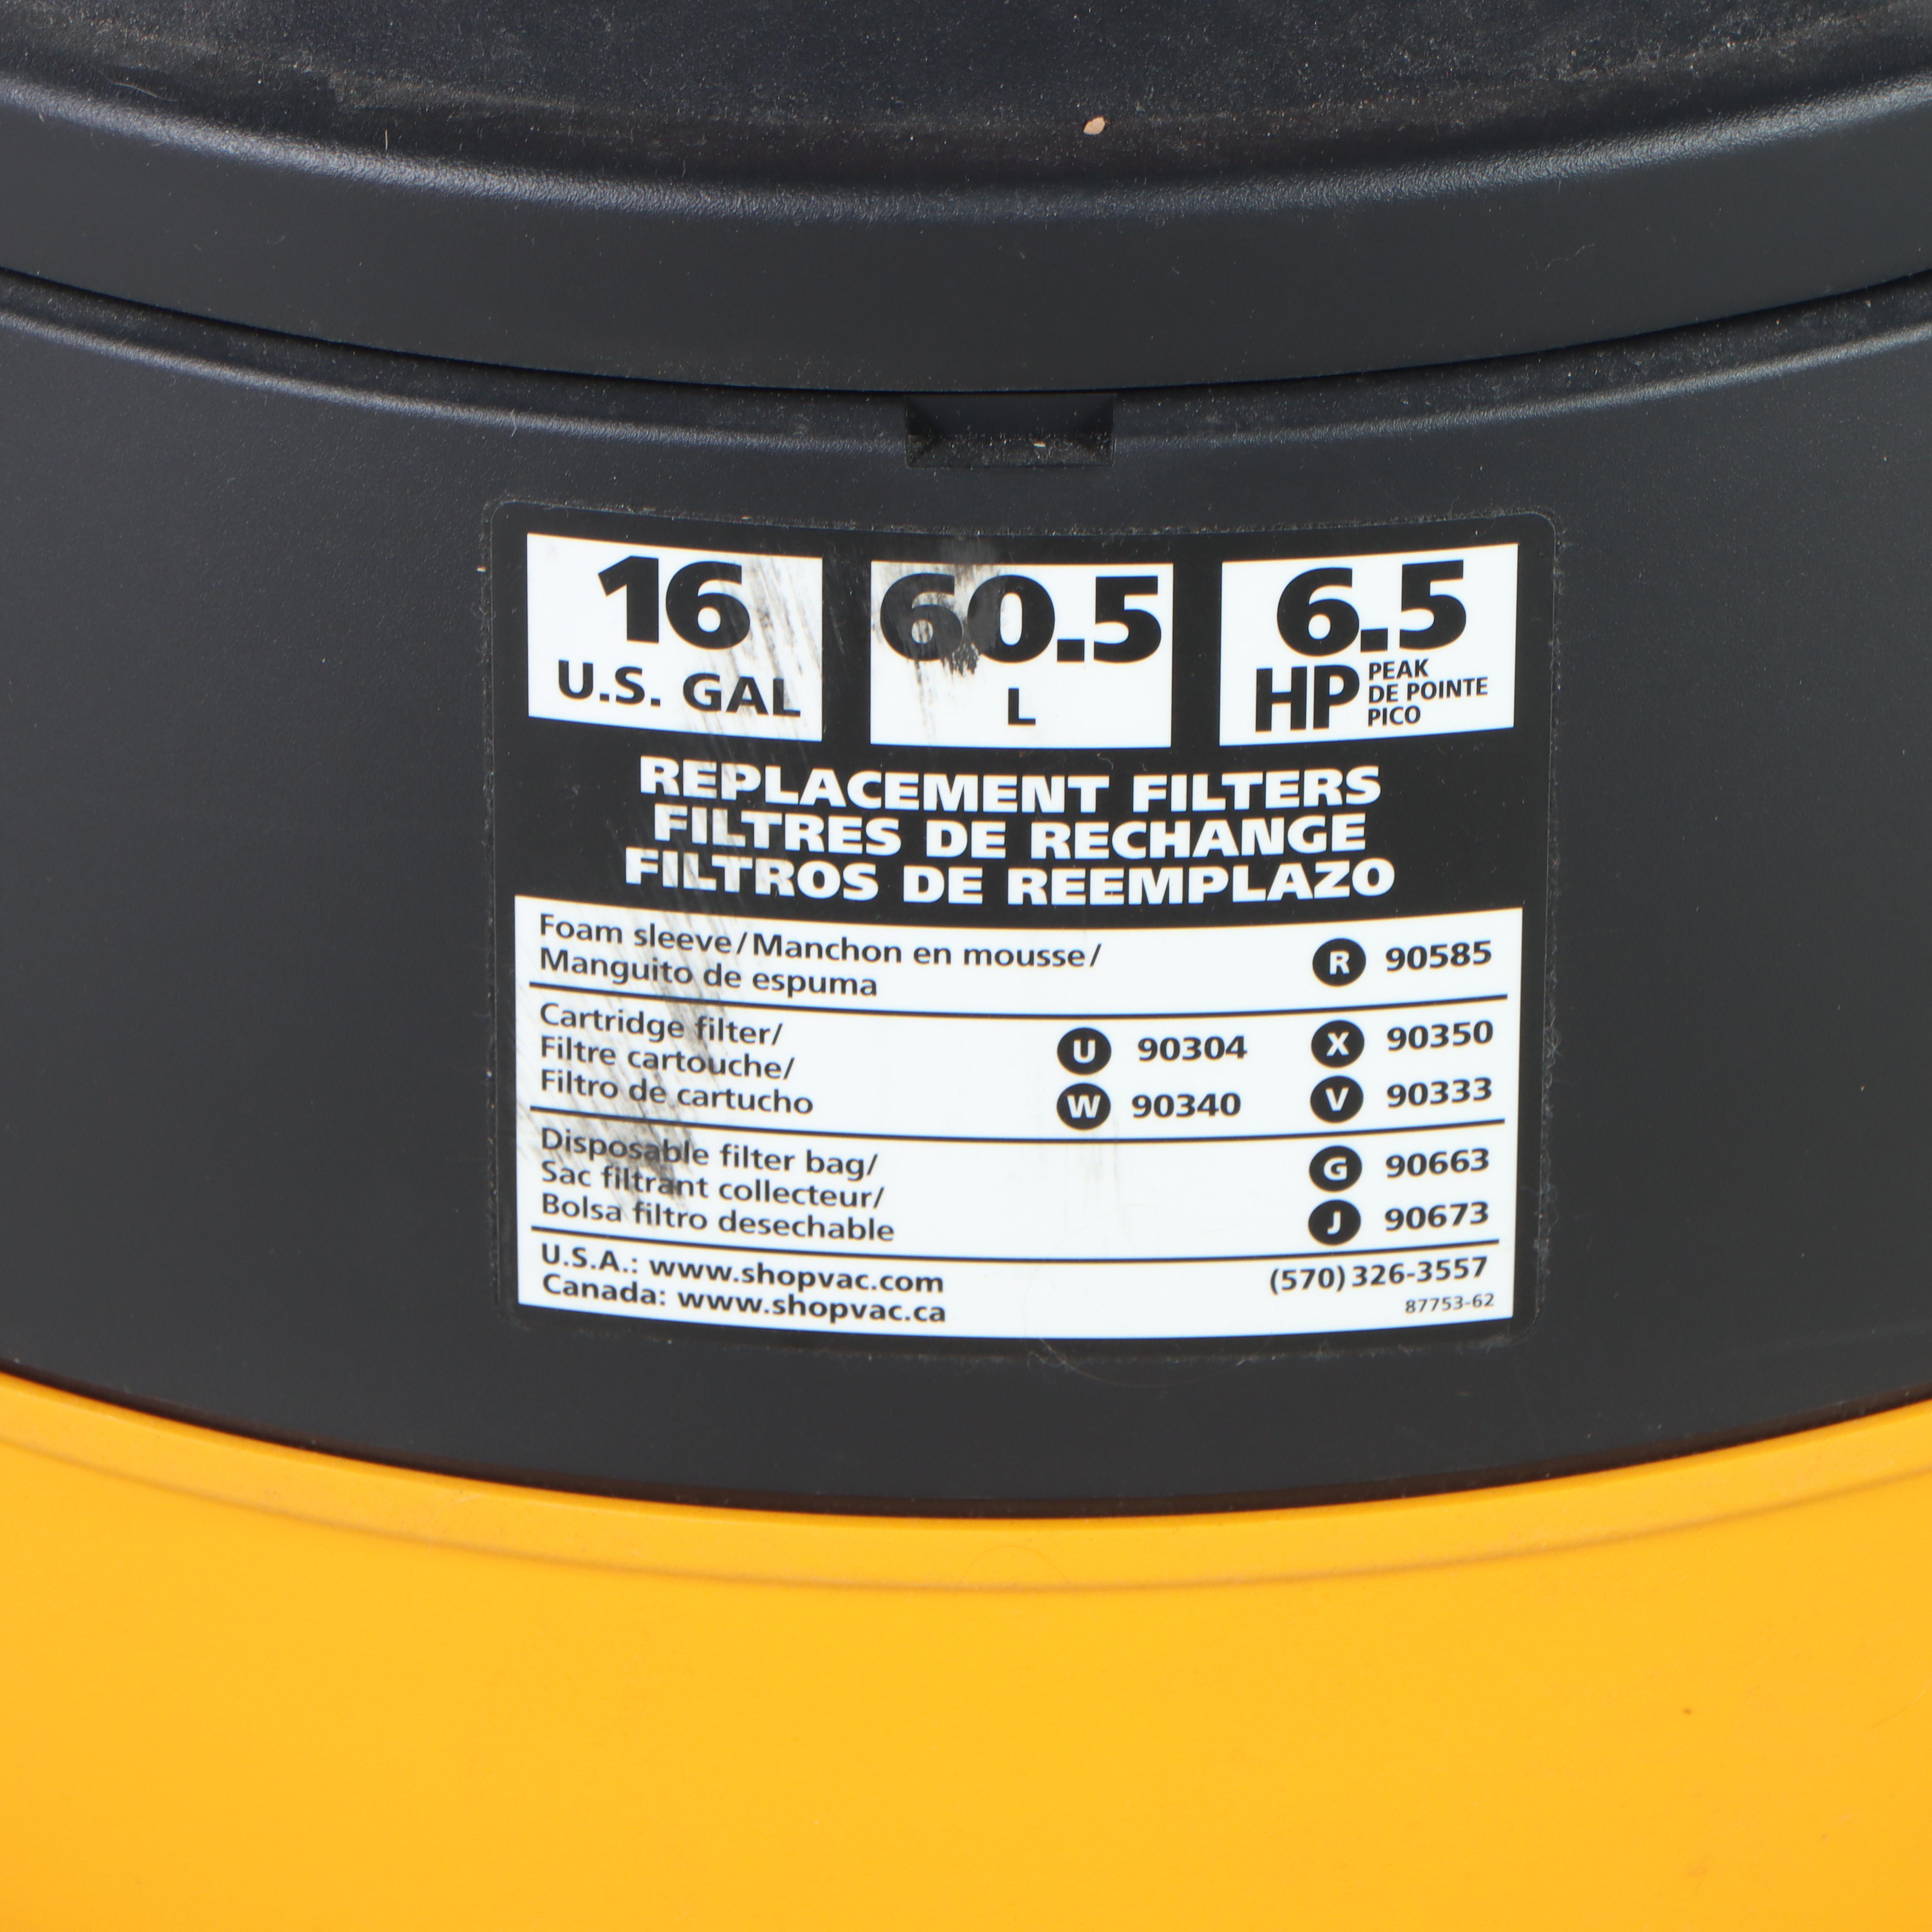 16
U.S. GAL
60.5
L
6.5
HP PEAK
DE POINTE
PICO
REPLACEMENT FILTERS
FILTRES DE RECHANGE
FILTROS DE REEMPLAZO
Foam sleeve/Manchon en mousse/
Manguito de espuma
R 90585
Cartridge filter/
Filtre cartouche/
Filtro de cartucho
U 90304 X 90350
W 90340 V 90333
Disposable filter bag/
Sac filtrant collecteur/
Bolsa filtro desechable
G 90663
J 90673
U.S.A.: www.shopvac.com
Canada: www.shopvac.ca
(570) 326-3557
87753-62